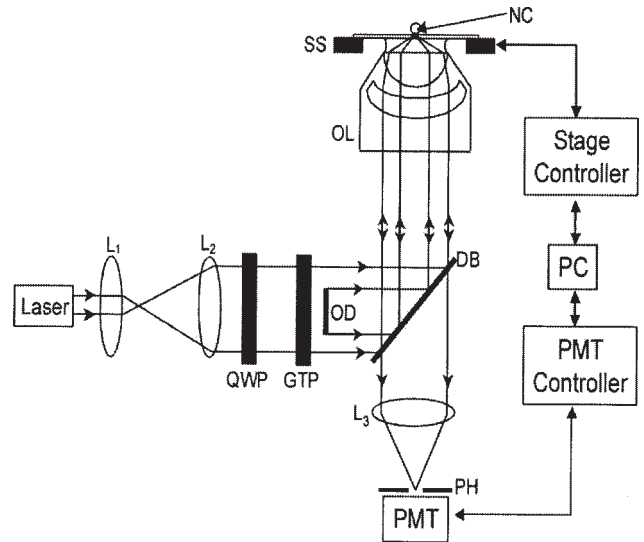 NC
SS
OL
Stage
Controller
L₁
L₂
DB
PC
Laser
OD
QWP
GTP
PMT
Controller
L₃
PH
PMT